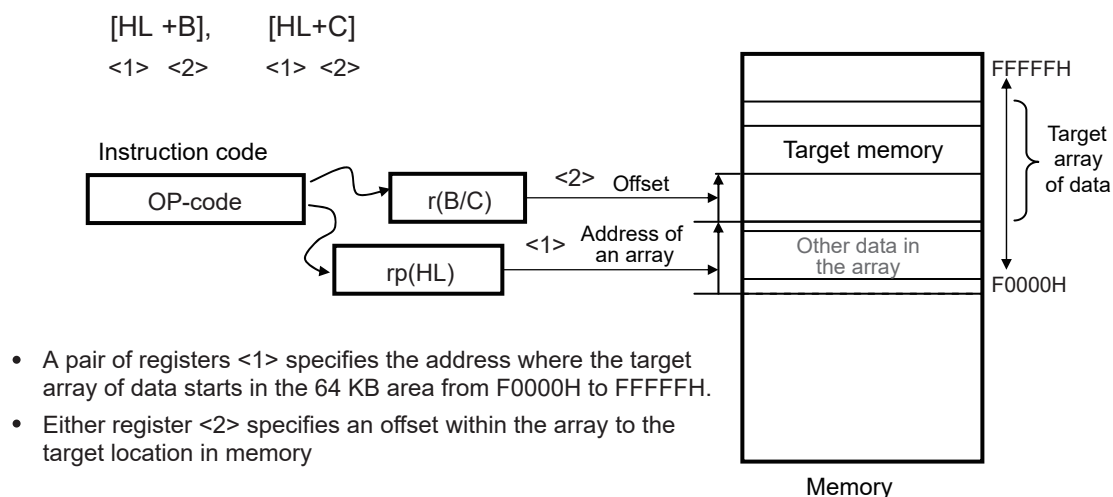 [HL +B], [HL+C]
<1> <2> <1> <2>
FFFFFH
Target
array
of data
Target memory
Instruction code
OP-code
r(B/C)
<2> Offset
rp(HL)
<1> Address of
an array
Other data in
the array
F0000H
• A pair of registers <1> specifies the address where the target
array of data starts in the 64 KB area from F0000H to FFFFFH.
• Either register <2> specifies an offset within the array to the
target location in memory
Memory